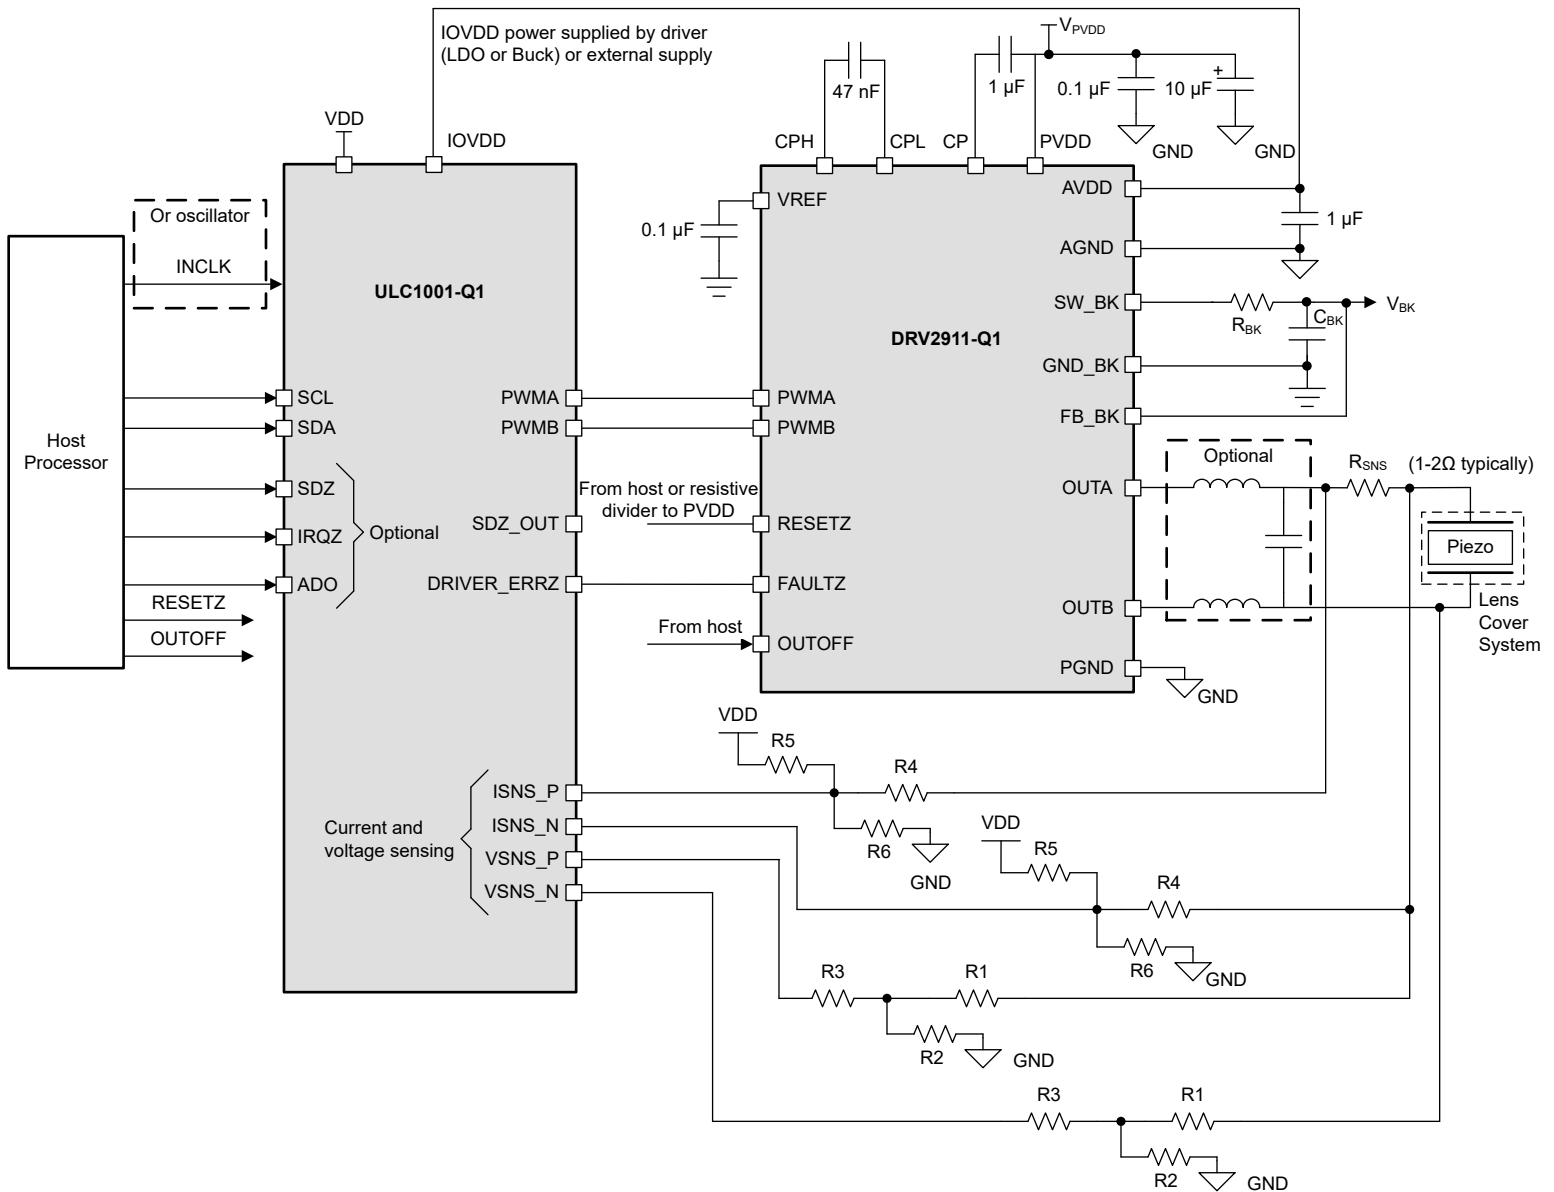 IOVDD power supplied by driver
(LDO or Buck) or external supply
VPVDD
47 nF
1 µF
0.1 µF
+
10 µF
GND
GND
VDD
IOVDD
CPH
CPL
CP
PVDD
Or oscillator
INCLK
ULC1001-Q1
VREF
0.1 µF
AVDD
1 µF
AGND
SW_BK
RBK
CBK
VBK
DRV2911-Q1
GND_BK
FB_BK
Host
Processor
SCL
SDA
SDZ
IRQZ
ADO
Optional
RESETZ
OUTOFF
PWMA
PWMB
SDZ_OUT
DRIVER_ERRZ
PWMA
PWMB
From host or resistive
divider to PVDD
RESETZ
FAULTZ
From host
OUTOFF
OUTA
OUTB
PGND
GND
Optional
RSNS
(1-2Ω typically)
Piezo
Lens
Cover
System
Current and
voltage sensing
ISNS_P
ISNS_N
VSNS_P
VSNS_N
VDD
R5
R4
R6
GND
VDD
R5
R4
R6
GND
R3
R1
R2
GND
R3
R1
R2
GND